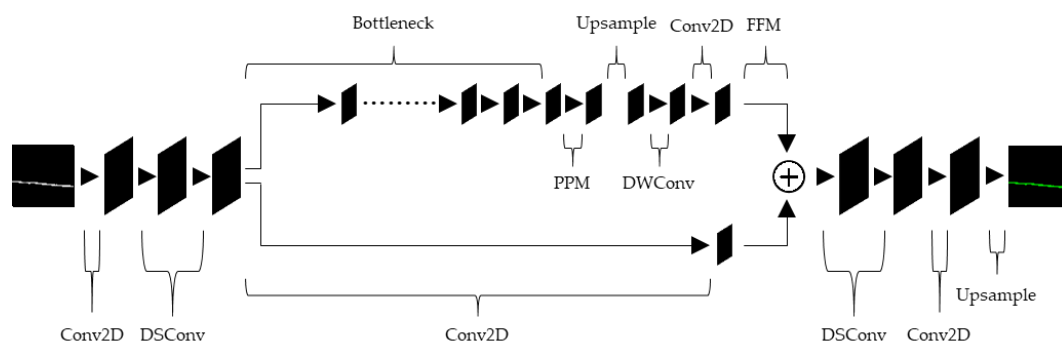 Bottleneck
Upsample
Conv2D
FFM
PPM
DWConv
Upsample
Conv2D
DSConv
Conv2D
DSConv
Conv2D